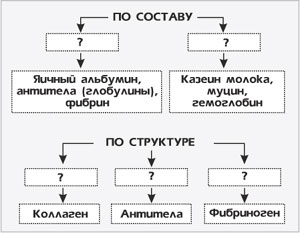 ПО СОСТАВУ
? ?
Яичный альбумин,
антитела (глобулины),
фибрин
Казеин молока,
муцин,
гемоглобин
ПО СТРУКТУРЕ
? ? ?
Коллаген Антитела Фибриноген